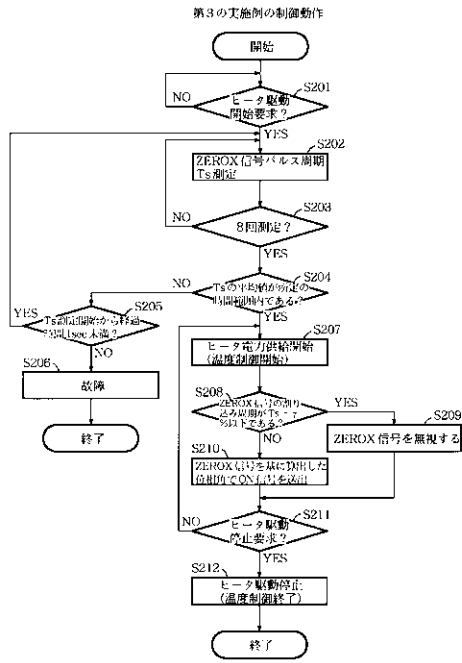 第3の実施例の制御動作
開始
S201
ヒータ駆動
開始要求?
NO
YES
S202
ZEROX信号パルス周期
Ts測定
S203
8回測定?
NO
YES
S204
Tsの平均値が所定の
時間範囲内である?
NO
YES
S205
Ts測定開始から経過
時間1sec未満?
YES
NO
S206
故障
終了
S207
ヒータ電力供給開始
(温度制御開始)
S208
ZEROX信号の割り
込み周期がTs-γ
%以下である?
YES
NO
S209
ZEROX信号を無視する
S210
ZEROX信号を基に算出した
位相角でON信号を送出
S211
ヒータ駆動
停止要求?
NO
YES
S212
ヒータ駆動停止
(温度制御終了)
終了